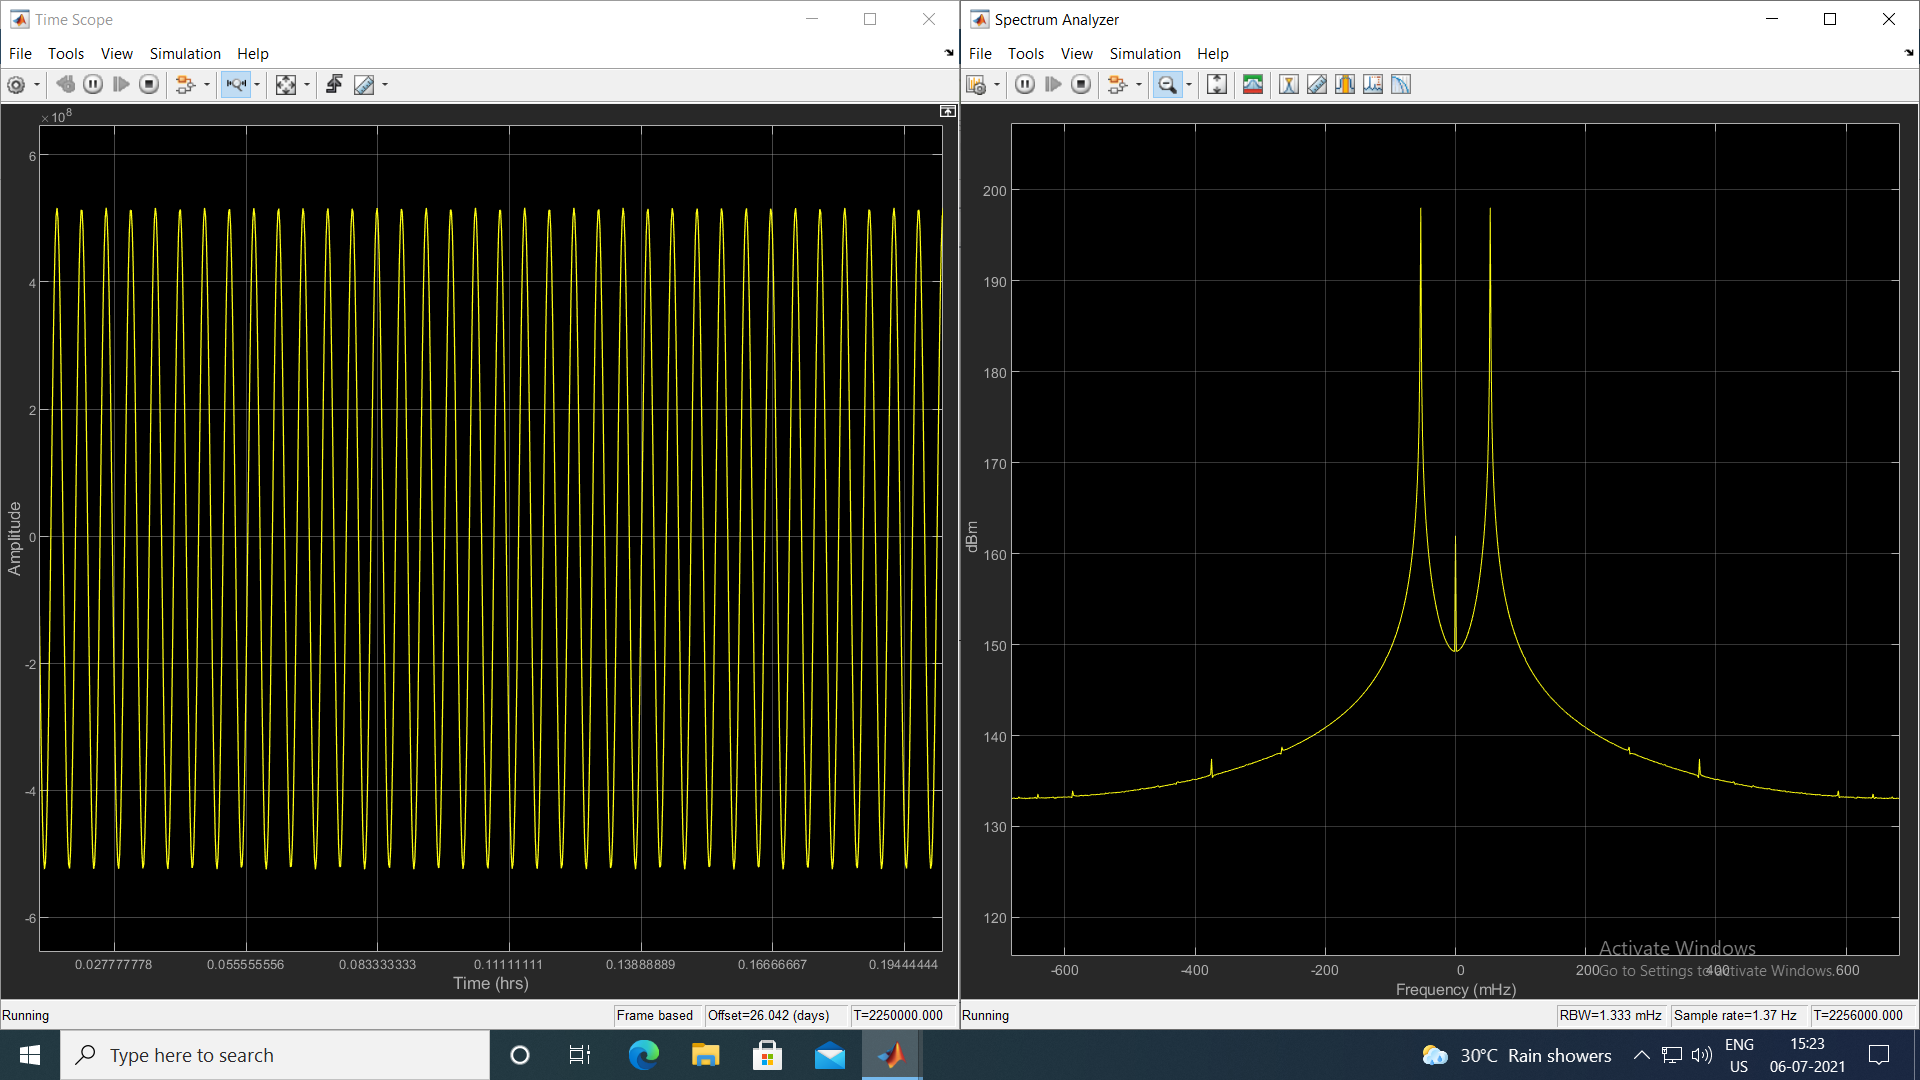 Time Scope
File Tools View Simulation Help
×10⁸
6
4
2
0
-2
-4
-6
Amplitude
0.027777778 0.055555556 0.083333333 0.11111111 0.13888889 0.16666667 0.19444444
Time (hrs)
Running Frame based Offset=26.042 (days) T=2250000.000
Spectrum Analyzer
File Tools View Simulation Help
200
190
180
170
160
150
140
130
120
dBm
-600 -400 -200 0 200 400 600
Frequency (mHz)
Activate Windows
Go to Settings to activate Windows.
Running RBW=1.333 mHz Sample rate=1.37 Hz T=2256000.000
Type here to search
30°C Rain showers
ENG
US
15:23
06-07-2021